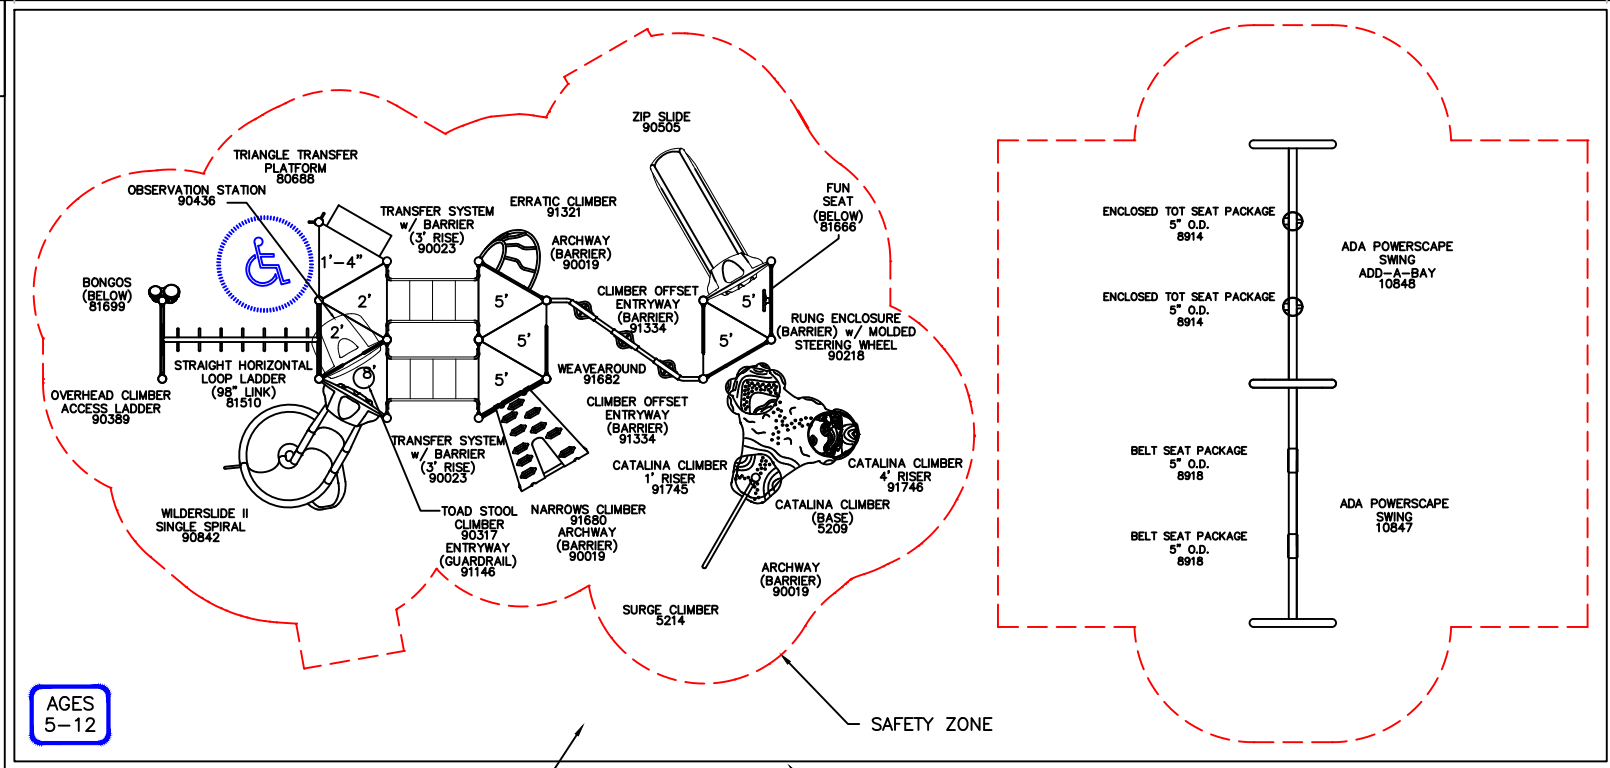 ZIP SLIDE
90505
TRIANGLE TRANSFER
PLATFORM
80688
OBSERVATION STATION
90436
TRANSFER SYSTEM
w/ BARRIER
(3' RISE)
90023
ERRATIC CLIMBER
91321
ARCHWAY
(BARRIER)
90019
FUN
SEAT
(BELOW)
81666
1'-4"
2'
2'
8'
5'
5'
5'
5'
5'
BONGOS
(BELOW)
81699
CLIMBER OFFSET
ENTRYWAY
(BARRIER)
91334
RUNG ENCLOSURE
(BARRIER) w/ MOLDED
STEERING WHEEL
90218
STRAIGHT HORIZONTAL
LOOP LADDER
(98" LINK)
81510
WEAVEAROUND
91682
OVERHEAD CLIMBER
ACCESS LADDER
90389
CLIMBER OFFSET
ENTRYWAY
(BARRIER)
91334
TRANSFER SYSTEM
w/ BARRIER
(3' RISE)
90023
CATALINA CLIMBER
1' RISER
91745
CATALINA CLIMBER
4' RISER
91746
CATALINA CLIMBER
(BASE)
5209
WILDERSLIDE II
SINGLE SPIRAL
90842
TOAD STOOL
CLIMBER
90317
ENTRYWAY
(GUARDRAIL)
91146
NARROWS CLIMBER
91680
ARCHWAY
(BARRIER)
90019
ARCHWAY
(BARRIER)
90019
SURGE CLIMBER
5214
AGES
5-12
SAFETY ZONE
ENCLOSED TOT SEAT PACKAGE
5" O.D.
8914
ADA POWERSCAPE
SWING
ADD-A-BAY
10848
ENCLOSED TOT SEAT PACKAGE
5" O.D.
8914
BELT SEAT PACKAGE
5" O.D.
8918
ADA POWERSCAPE
SWING
10847
BELT SEAT PACKAGE
5" O.D.
8918